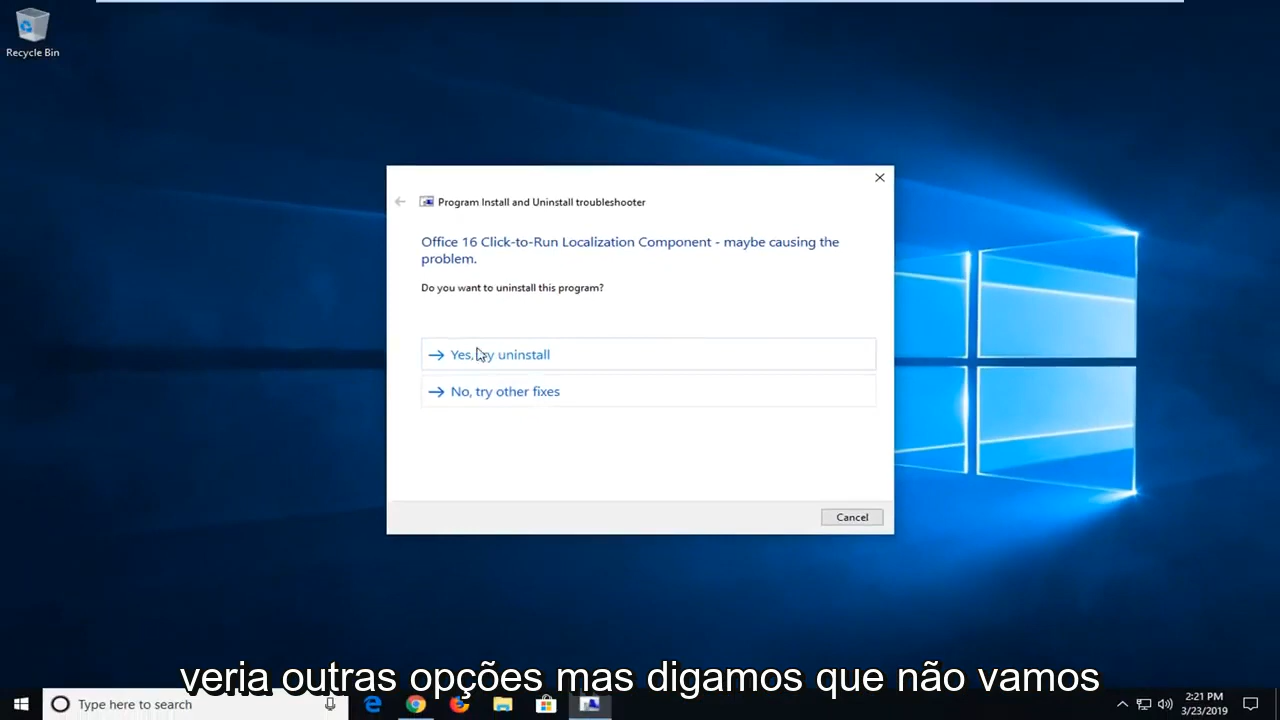 Recycle Bin
Program Install and Uninstall troubleshooter
Office 16 Click-to-Run Localization Component - maybe causing the
problem.
Do you want to uninstall this program?
Yes, try uninstall
No, try other fixes
Cancel
veria outras opções mas digamos que não vamos
Type here to search
2:21 PM
3/23/2019